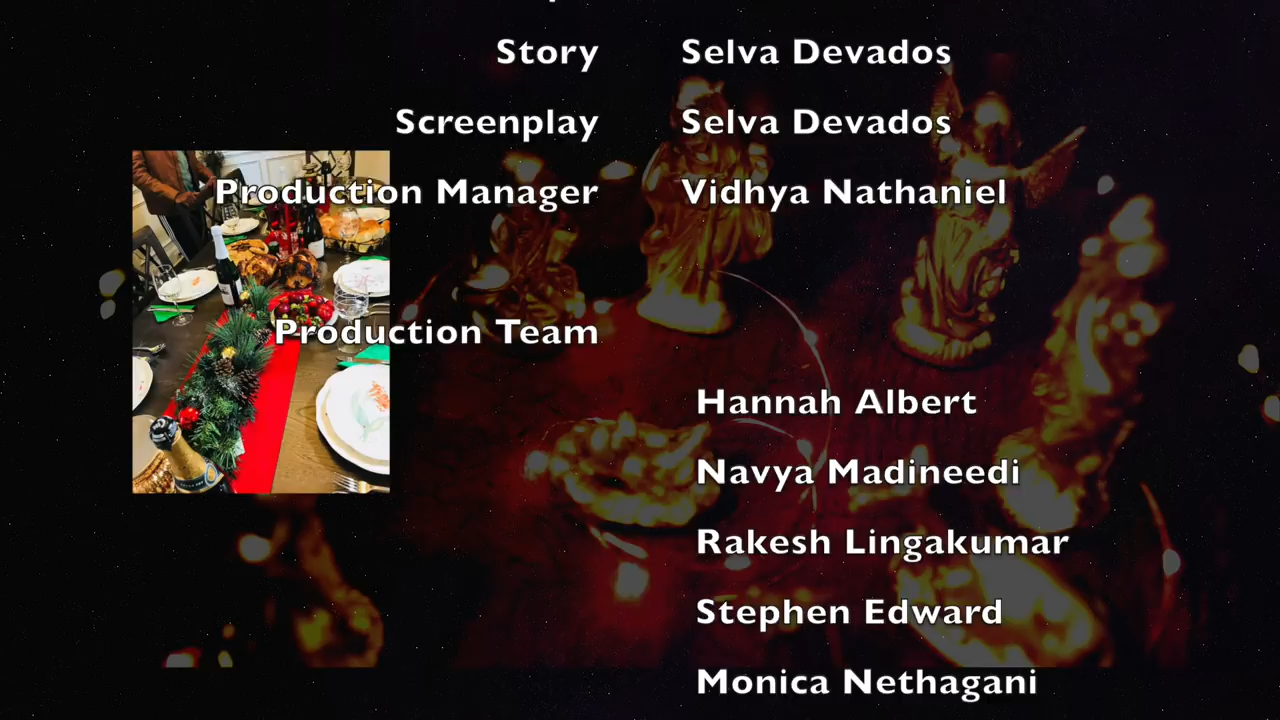 Story Selva Devados
Screenplay Selva Devados
Production Manager Vidhya Nathaniel
Production Team
Hannah Albert
Navya Madineedi
Rakesh Lingakumar
Stephen Edward
Monica Nethagani